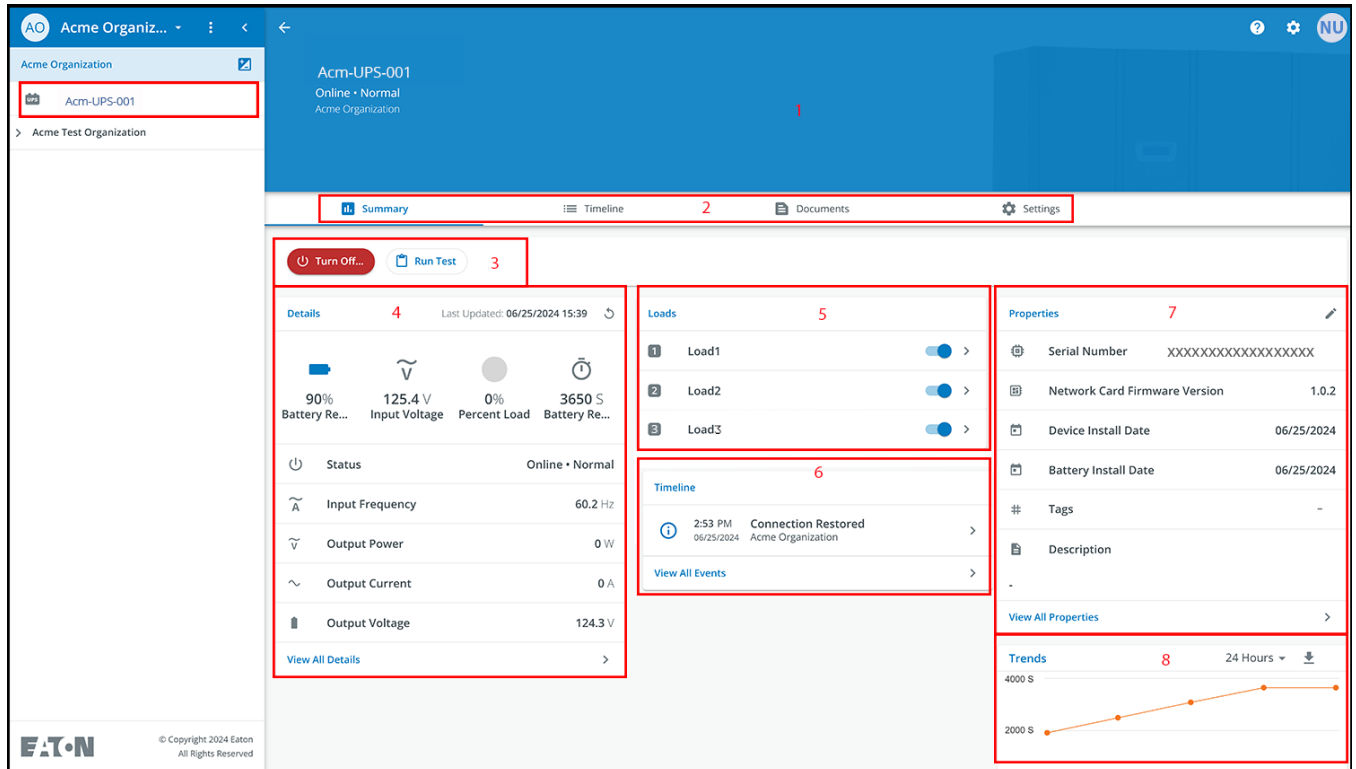 AO Acme Organiz...
NU
Acme Organization
UPS Acm-UPS-001
Acme Test Organization
Acm-UPS-001
Online • Normal
Acme Organization
1
Summary
Timeline
2
Documents
Settings
Turn Off...
Run Test
3
Details
4
Last Updated: 06/25/2024 15:39
90%
Battery Re...
V
125.4 V
Input Voltage
0%
Percent Load
3650 S
Battery Re...
Status Online • Normal
A Input Frequency 60.2 Hz
V Output Power 0 W
Output Current 0 A
Output Voltage 124.3 V
View All Details
Loads
5
1 Load1
2 Load2
3 Load3
6
Timeline
2:53 PM Connection Restored
06/25/2024 Acme Organization
View All Events
Properties
7
Serial Number XXXXXXXXXXXXXXXXXX
Network Card Firmware Version 1.0.2
Device Install Date 06/25/2024
Battery Install Date 06/25/2024
# Tags -
Description
-
View All Properties
Trends
8
24 Hours
4000 S
2000 S
EATON
© Copyright 2024 Eaton
All Rights Reserved